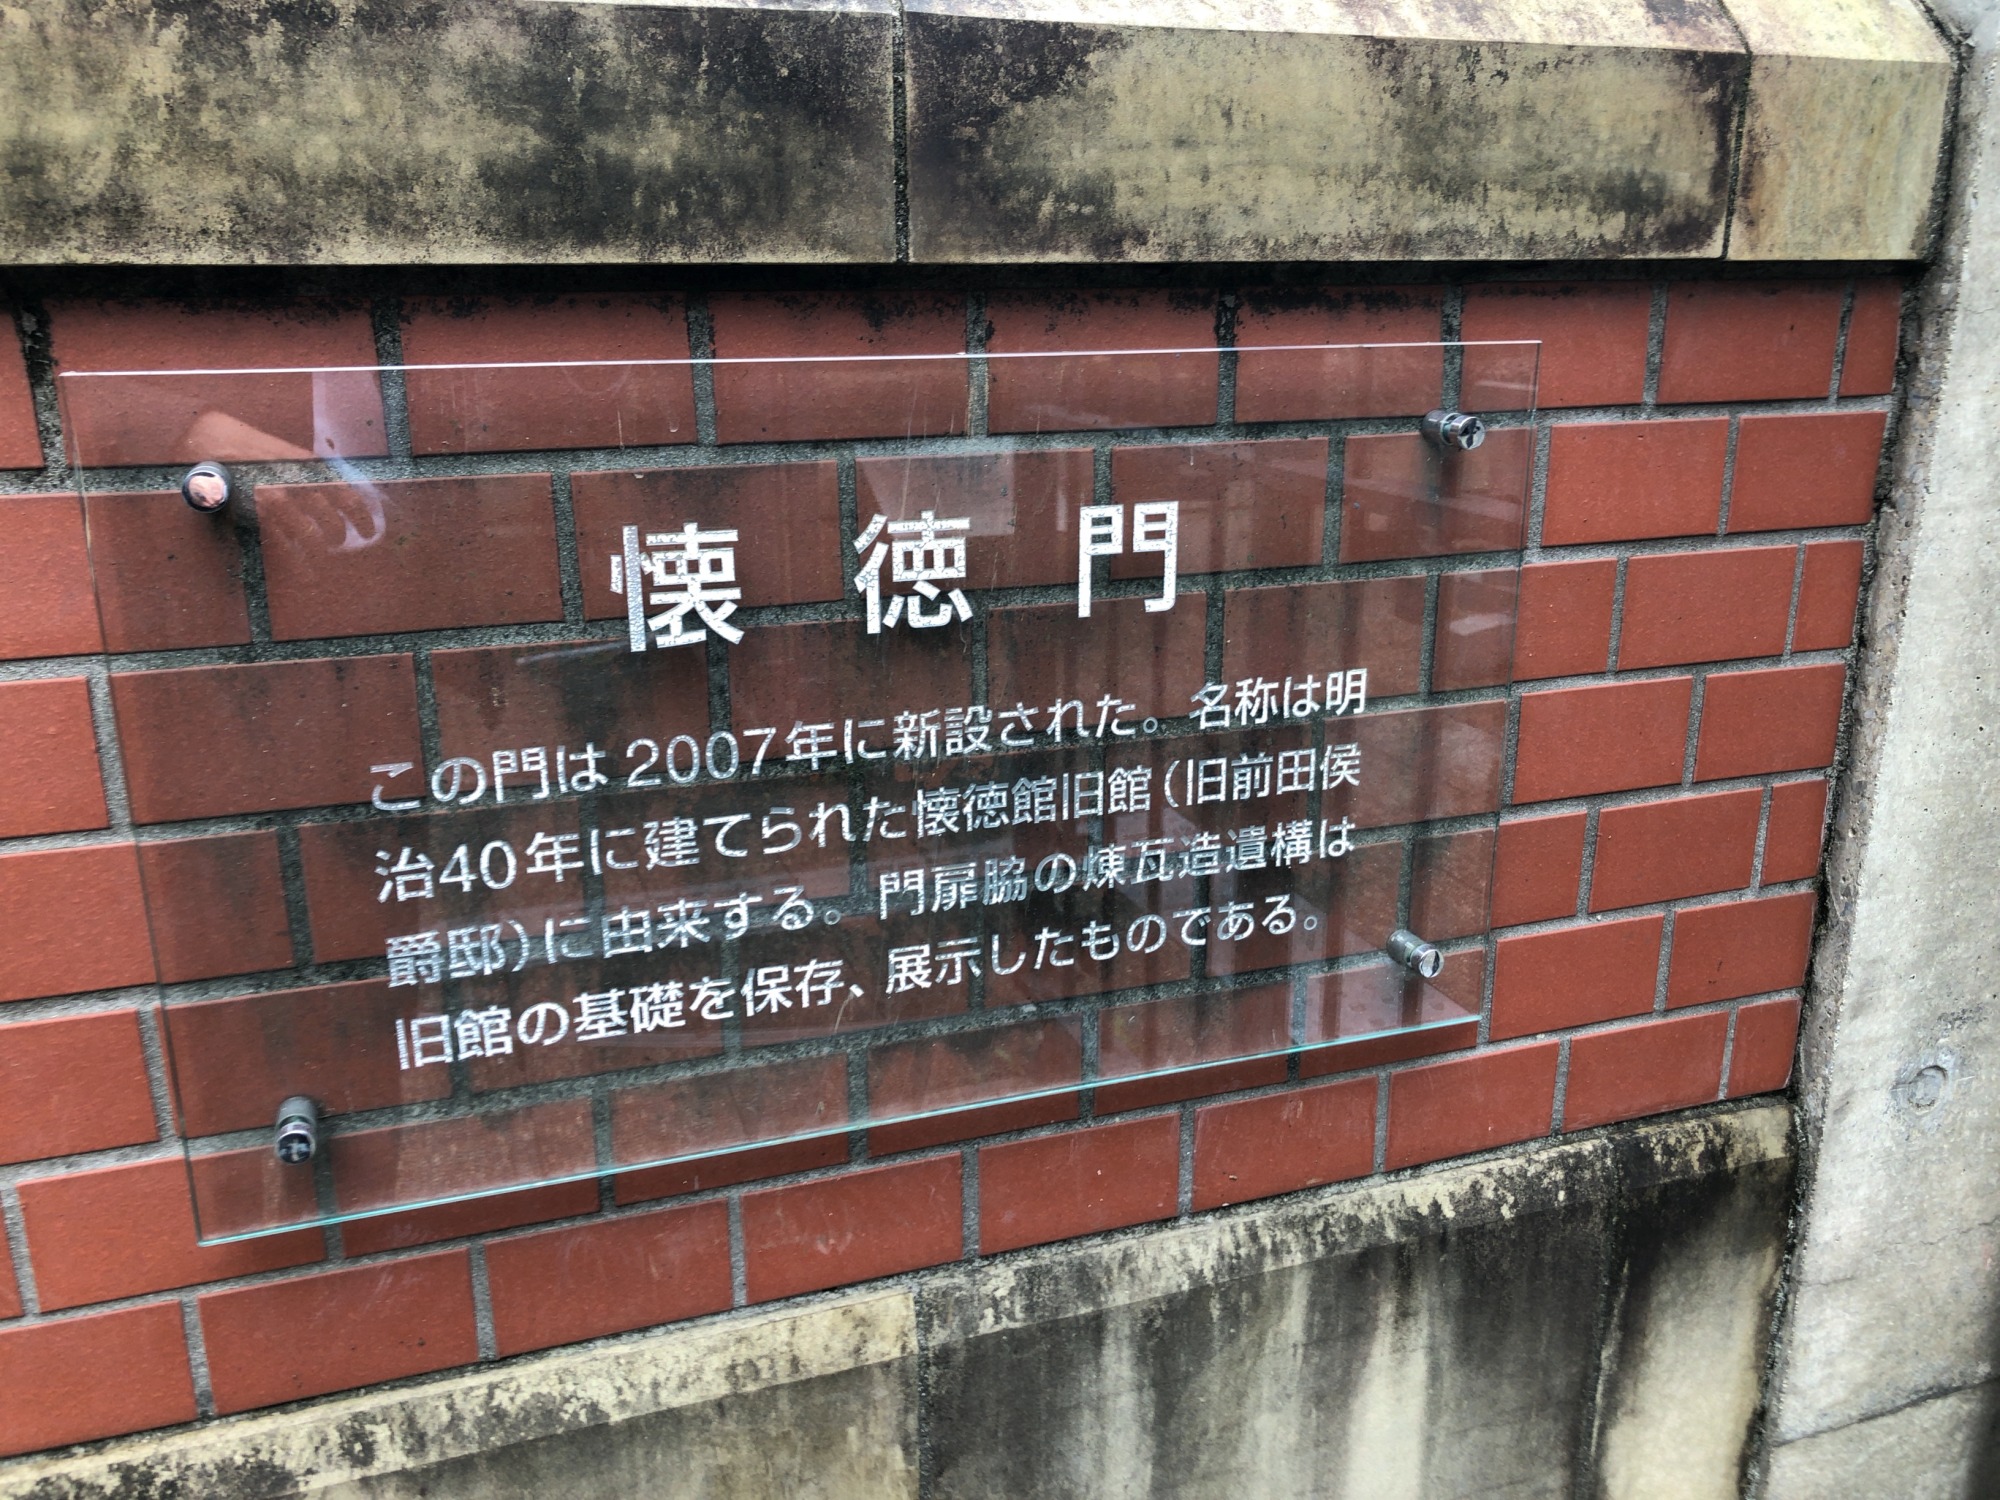 懐徳門
この門は2007年に新設された。名称は明
治40年に建てられた懐徳館旧館（旧前田侯
爵邸）に由来する。門扉脇の煉瓦造遺構は
旧館の基礎を保存、展示したものである。